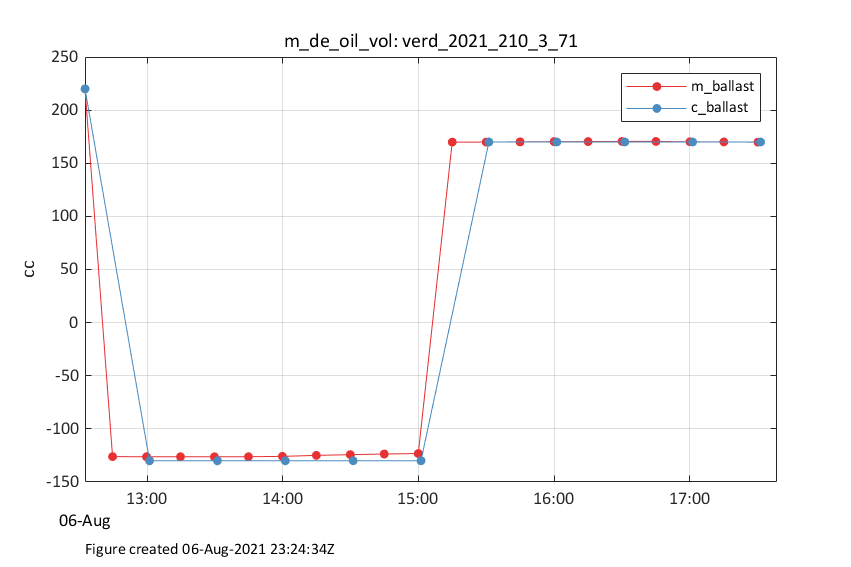 m_de_oil_vol: verd_2021_210_3_71
250
200
150
100
50
0
-50
-100
-150
cc
m_ballast
c_ballast
13:00 14:00 15:00 16:00 17:00
06-Aug
Figure created 06-Aug-2021 23:24:34Z